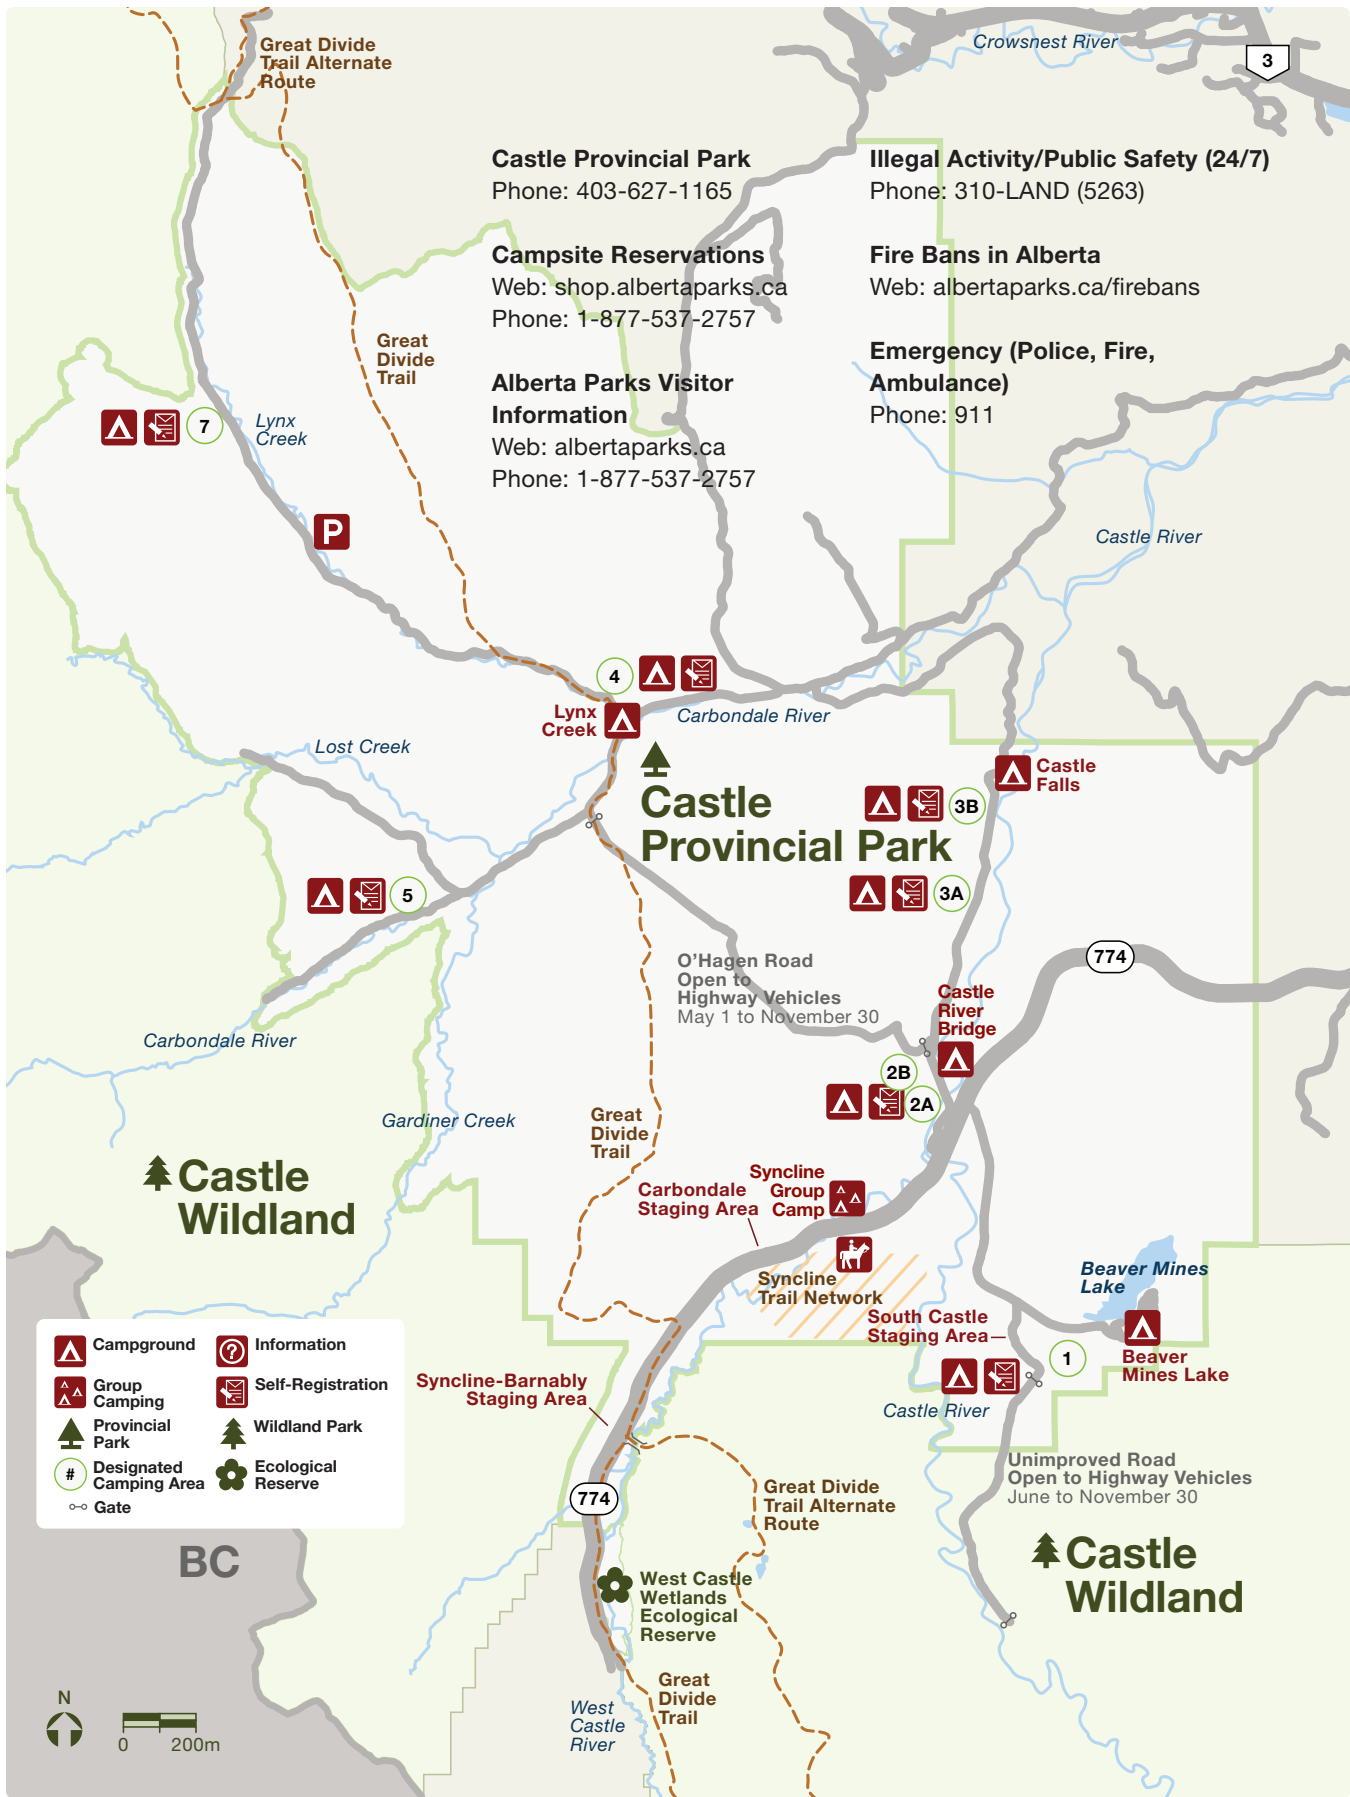 Great Divide
Trail Alternate
Route
Crowsnest River
3
Castle Provincial Park
Phone: 403-627-1165
Campsite Reservations
Web: shop.albertaparks.ca
Phone: 1-877-537-2757
Alberta Parks Visitor
Information
Web: albertaparks.ca
Phone: 1-877-537-2757
Illegal Activity/Public Safety (24/7)
Phone: 310-LAND (5263)
Fire Bans in Alberta
Web: albertaparks.ca/firebans
Emergency (Police, Fire,
Ambulance)
Phone: 911
Great
Divide
Trail
7
Lynx
Creek
P
Castle River
4
Lynx
Creek
Carbondale River
Lost Creek
Castle
Provincial Park
Castle
Falls
3B
3A
5
O'Hagen Road
Open to
Highway Vehicles
May 1 to November 30
774
Castle
River
Bridge
Carbondale River
2B
2A
Gardiner Creek
Great
Divide
Trail
Castle
Wildland
Carbondale
Staging Area
Syncline
Group
Camp
Syncline
Trail Network
Beaver Mines
Lake
South Castle
Staging Area
1
Beaver
Mines Lake
Castle River
Campground
Information
Group
Camping
Self-Registration
Provincial
Park
Wildland Park
#
Designated
Camping Area
Ecological
Reserve
Gate
Syncline-Barnably
Staging Area
Unimproved Road
Open to Highway Vehicles
June to November 30
774
Great Divide
Trail Alternate
Route
BC
Castle
Wildland
West Castle
Wetlands
Ecological
Reserve
Great
Divide
Trail
West
Castle
River
N
0 200m